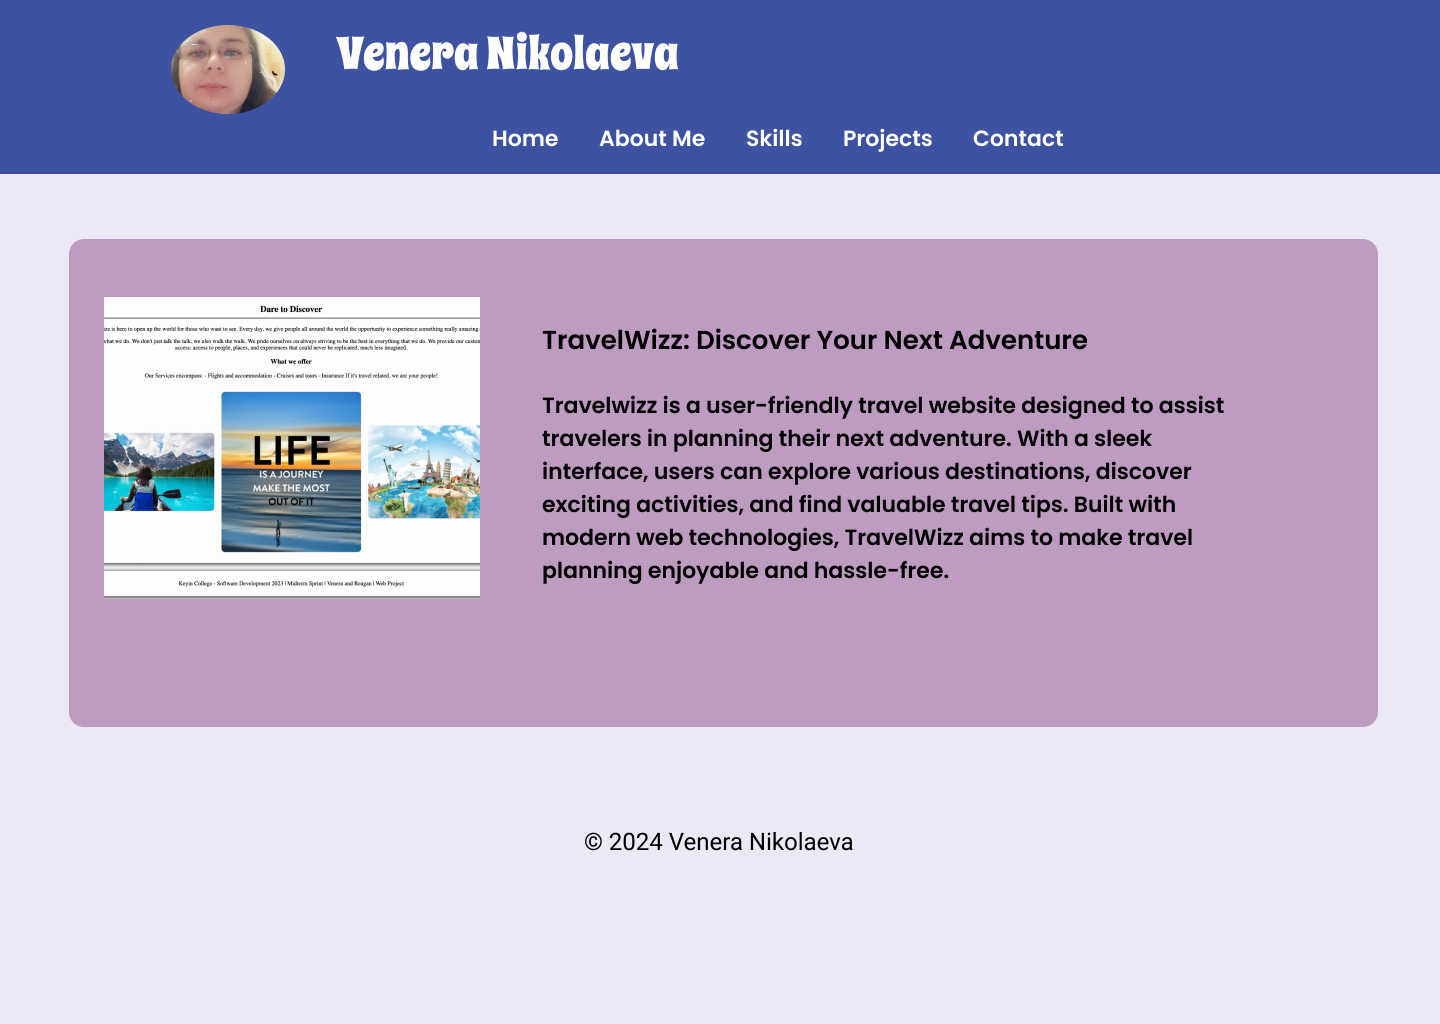 Venera Nikolaeva
Home About Me Skills Projects Contact
Dare to Discover
is here to open up the world for those who want to see. Every day, we give people all around the world the opportunity to experience something really amazing
what we do. We don't just talk the talk, we also walk the walk. We pride ourselves on always striving to be the best in everything that we do. We provide our
access: access to people, places, and experiences that could never be replicated, much less imagined.
What we offer
Our Services encompass: - Flights and accommodation - Cruises and tours - Insurance If it's travel related, we are your people!
LIFE
IS A JOURNEY
MAKE THE MOST
OUT OF IT
Keyin College - Software Development 2023 | Midterm Sprint | Venera and Reagan | Web Project
TravelWizz: Discover Your Next Adventure
Travelwizz is a user-friendly travel website designed to assist
travelers in planning their next adventure. With a sleek
interface, users can explore various destinations, discover
exciting activities, and find valuable travel tips. Built with
modern web technologies, TravelWizz aims to make travel
planning enjoyable and hassle-free.
© 2024 Venera Nikolaeva